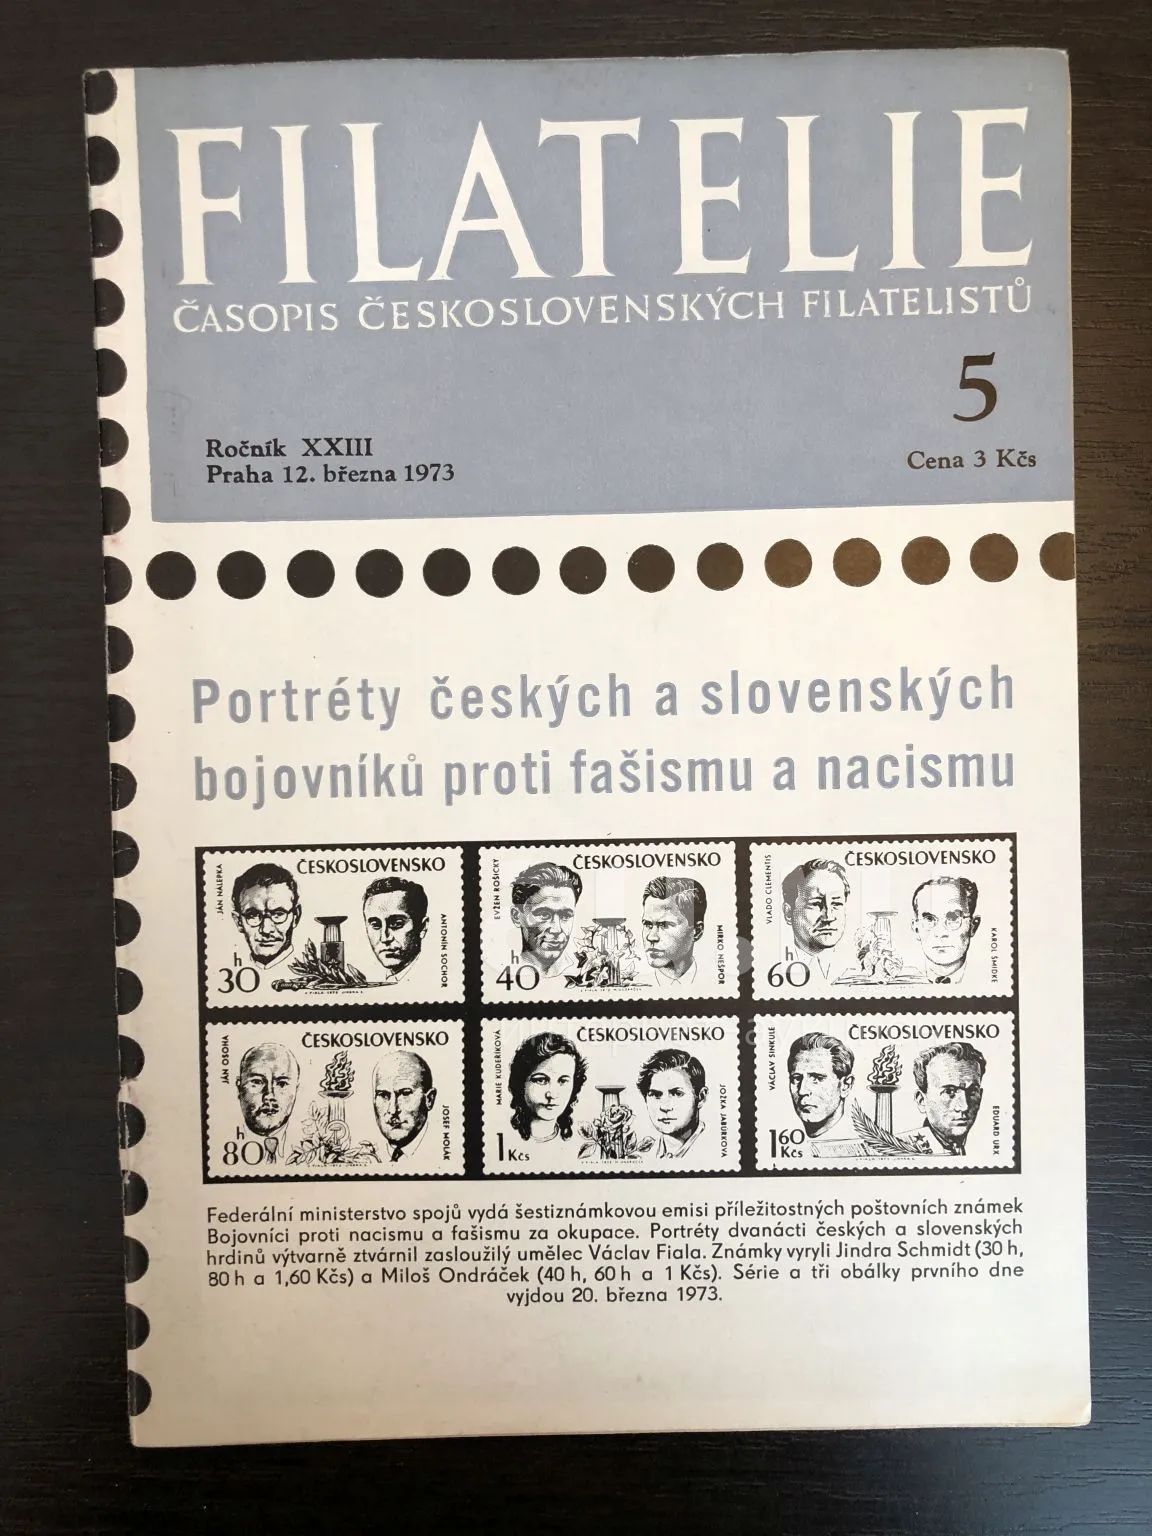 FILATELIE
ČASOPIS ČESKOSLOVENSKÝCH FILATELISTŮ
5
Ročník XXIII
Praha 12. března 1973
Cena 3 Kčs
Portréty českých a slovenských
bojovníků proti fašismu a nacismu
JÁN NÁLEPKA
ČESKOSLOVENSKO
ANTONÍN SOCHOR
30 h
EVŽEN ROŠICKÝ
ČESKOSLOVENSKO
MIRKO NEŠPOR
40 h
VLADO CLEMENTIS
ČESKOSLOVENSKO
KAROL ŠMIDKE
60 h
JÁN OSOHA
ČESKOSLOVENSKO
JOSEF MOLÁK
80 h
MARIE KUDEŘÍKOVÁ
ČESKOSLOVENSKO
JOŽKA JABŮRKOVÁ
1 Kčs
VÁCLAV SINKULE
ČESKOSLOVENSKO
EDUARD URX
1 60 Kčs
Federální ministerstvo spojů vydá šestiznámkovou emisi příležitostných poštovních známek
Bojovníci proti nacismu a fašismu za okupace. Portréty dvanácti českých a slovenských
hrdinů výtvarně ztvárnil zasloužilý umělec Václav Fiala. Známky vyryli Jindra Schmidt (30 h,
80 h a 1,60 Kčs) a Miloš Ondráček (40 h, 60 h a 1 Kčs). Série a tři obálky prvního dne
vyjdou 20. března 1973.